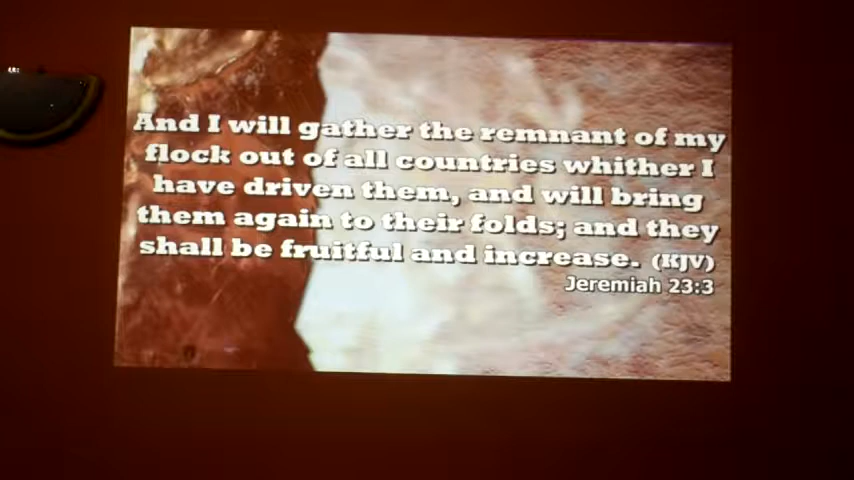 And I will gather the remnant of my
flock out of all countries whither I
have driven them, and will bring
them again to their folds; and they
shall be fruitful and increase. (KJV)
Jeremiah 23:3